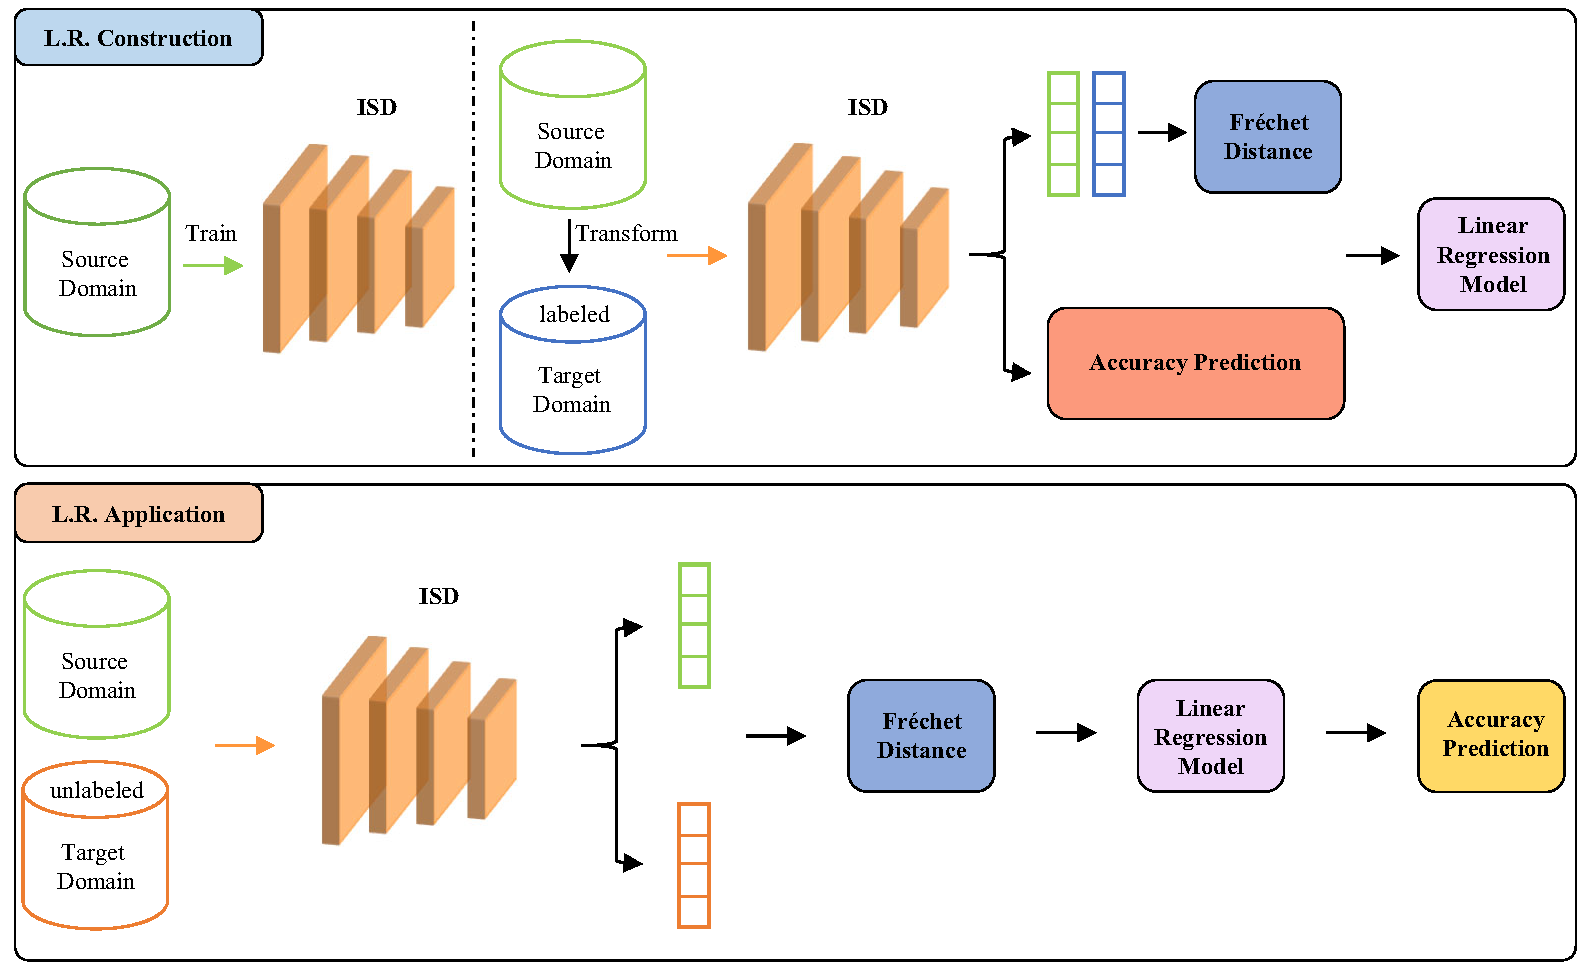 L.R. Construction
ISD
Source
Domain
Train
Source
Domain
Transform
labeled
Target
Domain
ISD
Fréchet
Distance
Accuracy Prediction
Linear
Regression
Model
L.R. Application
Source
Domain
unlabeled
Target
Domain
ISD
Fréchet
Distance
Linear
Regression
Model
Accuracy
Prediction